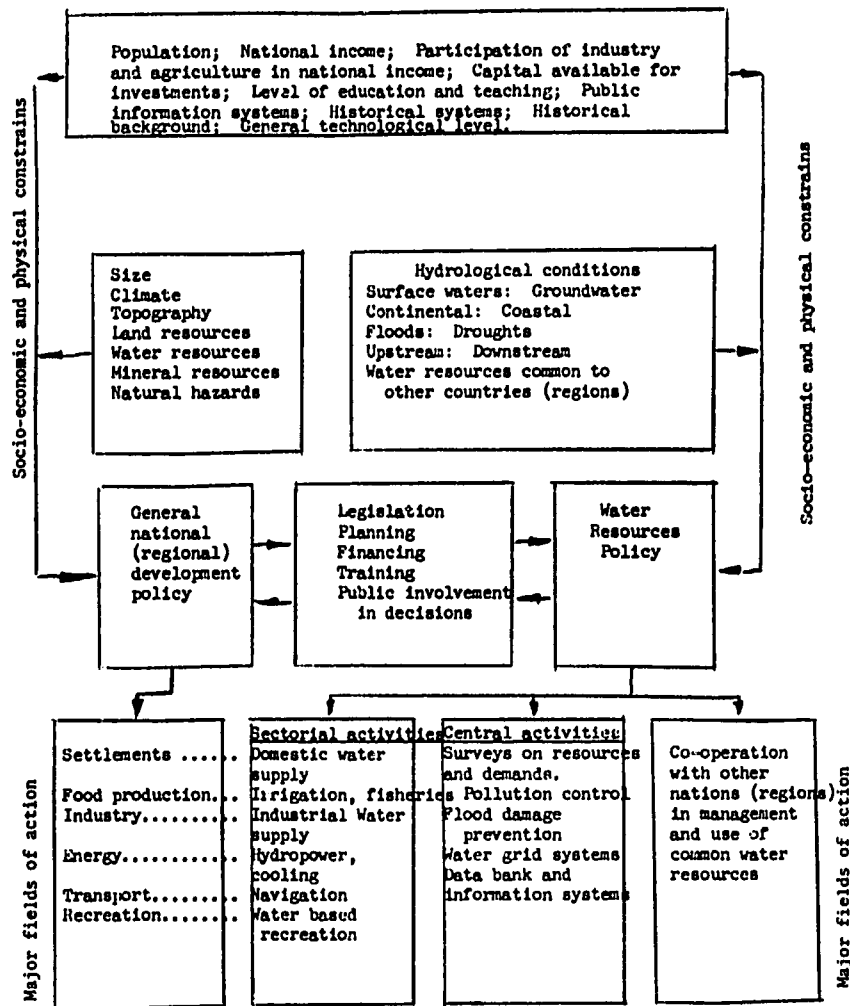 Population; National income; Participation of industry
and agriculture in national income; Capital available for
investments; Level of education and teaching; Public
information systems; Historical systems; Historical
background; General technological level.
Socio-economic and physical constrains
Socio-economic and physical constrains
Size
Climate
Topography
Land resources
Water resources
Mineral resources
Natural hazards
Hydrological conditions
Surface waters: Groundwater
Continental: Coastal
Floods: Droughts
Upstream: Downstream
Water resources common to
other countries (regions)
General
national
(regional)
development
policy
Legislation
Planning
Financing
Training
Public involvement
in decisions
Water
Resources
Policy
Major fields of action
Settlements ......
Food production...
Industry.........
Energy..........
Transport.......
Recreation.......
Sectorial activities
Domestic water
supply
Irrigation, fisheries
Industrial Water
supply
Hydropower,
cooling
Navigation
Water based
recreation
Central activities
Surveys on resources
and demands.
Pollution control
Flood damage
prevention
Water grid systems
Data bank and
information systems
Co-operation
with other
nations (regions)
in management
and use of
common water
resources
Major fields of action